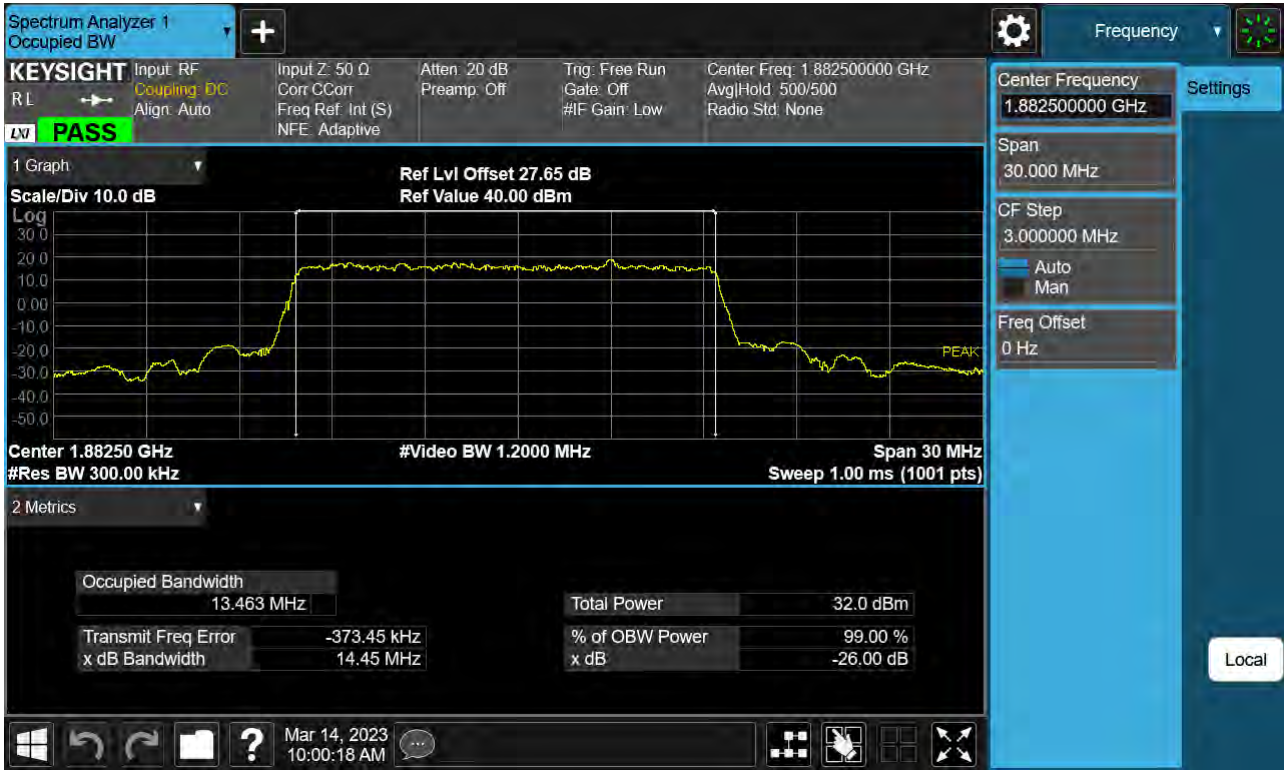 Spectrum Analyzer 1
Occupied BW
Frequency
KEYSIGHT
R L
LXI PASS
Input: RF
Coupling: DC
Align: Auto
Input Z: 50 Ω
Corr CCorr
Freq Ref: Int (S)
NFE: Adaptive
Atten: 20 dB
Preamp: Off
Trig: Free Run
Gate: Off
#IF Gain: Low
Center Freq: 1.882500000 GHz
Avg|Hold: 500/500
Radio Std: None
Center Frequency
1.882500000 GHz
Settings
Span
30.000 MHz
CF Step
3.000000 MHz
Auto
Man
Freq Offset
0 Hz
Local
1 Graph
Scale/Div 10.0 dB
Ref Lvl Offset 27.65 dB
Ref Value 40.00 dBm
Log
30.0
20.0
10.0
0.00
-10.0
-20.0
-30.0
-40.0
-50.0
PEAK
Center 1.88250 GHz
#Video BW 1.2000 MHz
Span 30 MHz
#Res BW 300.00 kHz
Sweep 1.00 ms (1001 pts)
2 Metrics
Occupied Bandwidth
13.463 MHz
Total Power 32.0 dBm
Transmit Freq Error -373.45 kHz
% of OBW Power 99.00 %
x dB Bandwidth 14.45 MHz
x dB -26.00 dB
?
Mar 14, 2023
10:00:18 AM